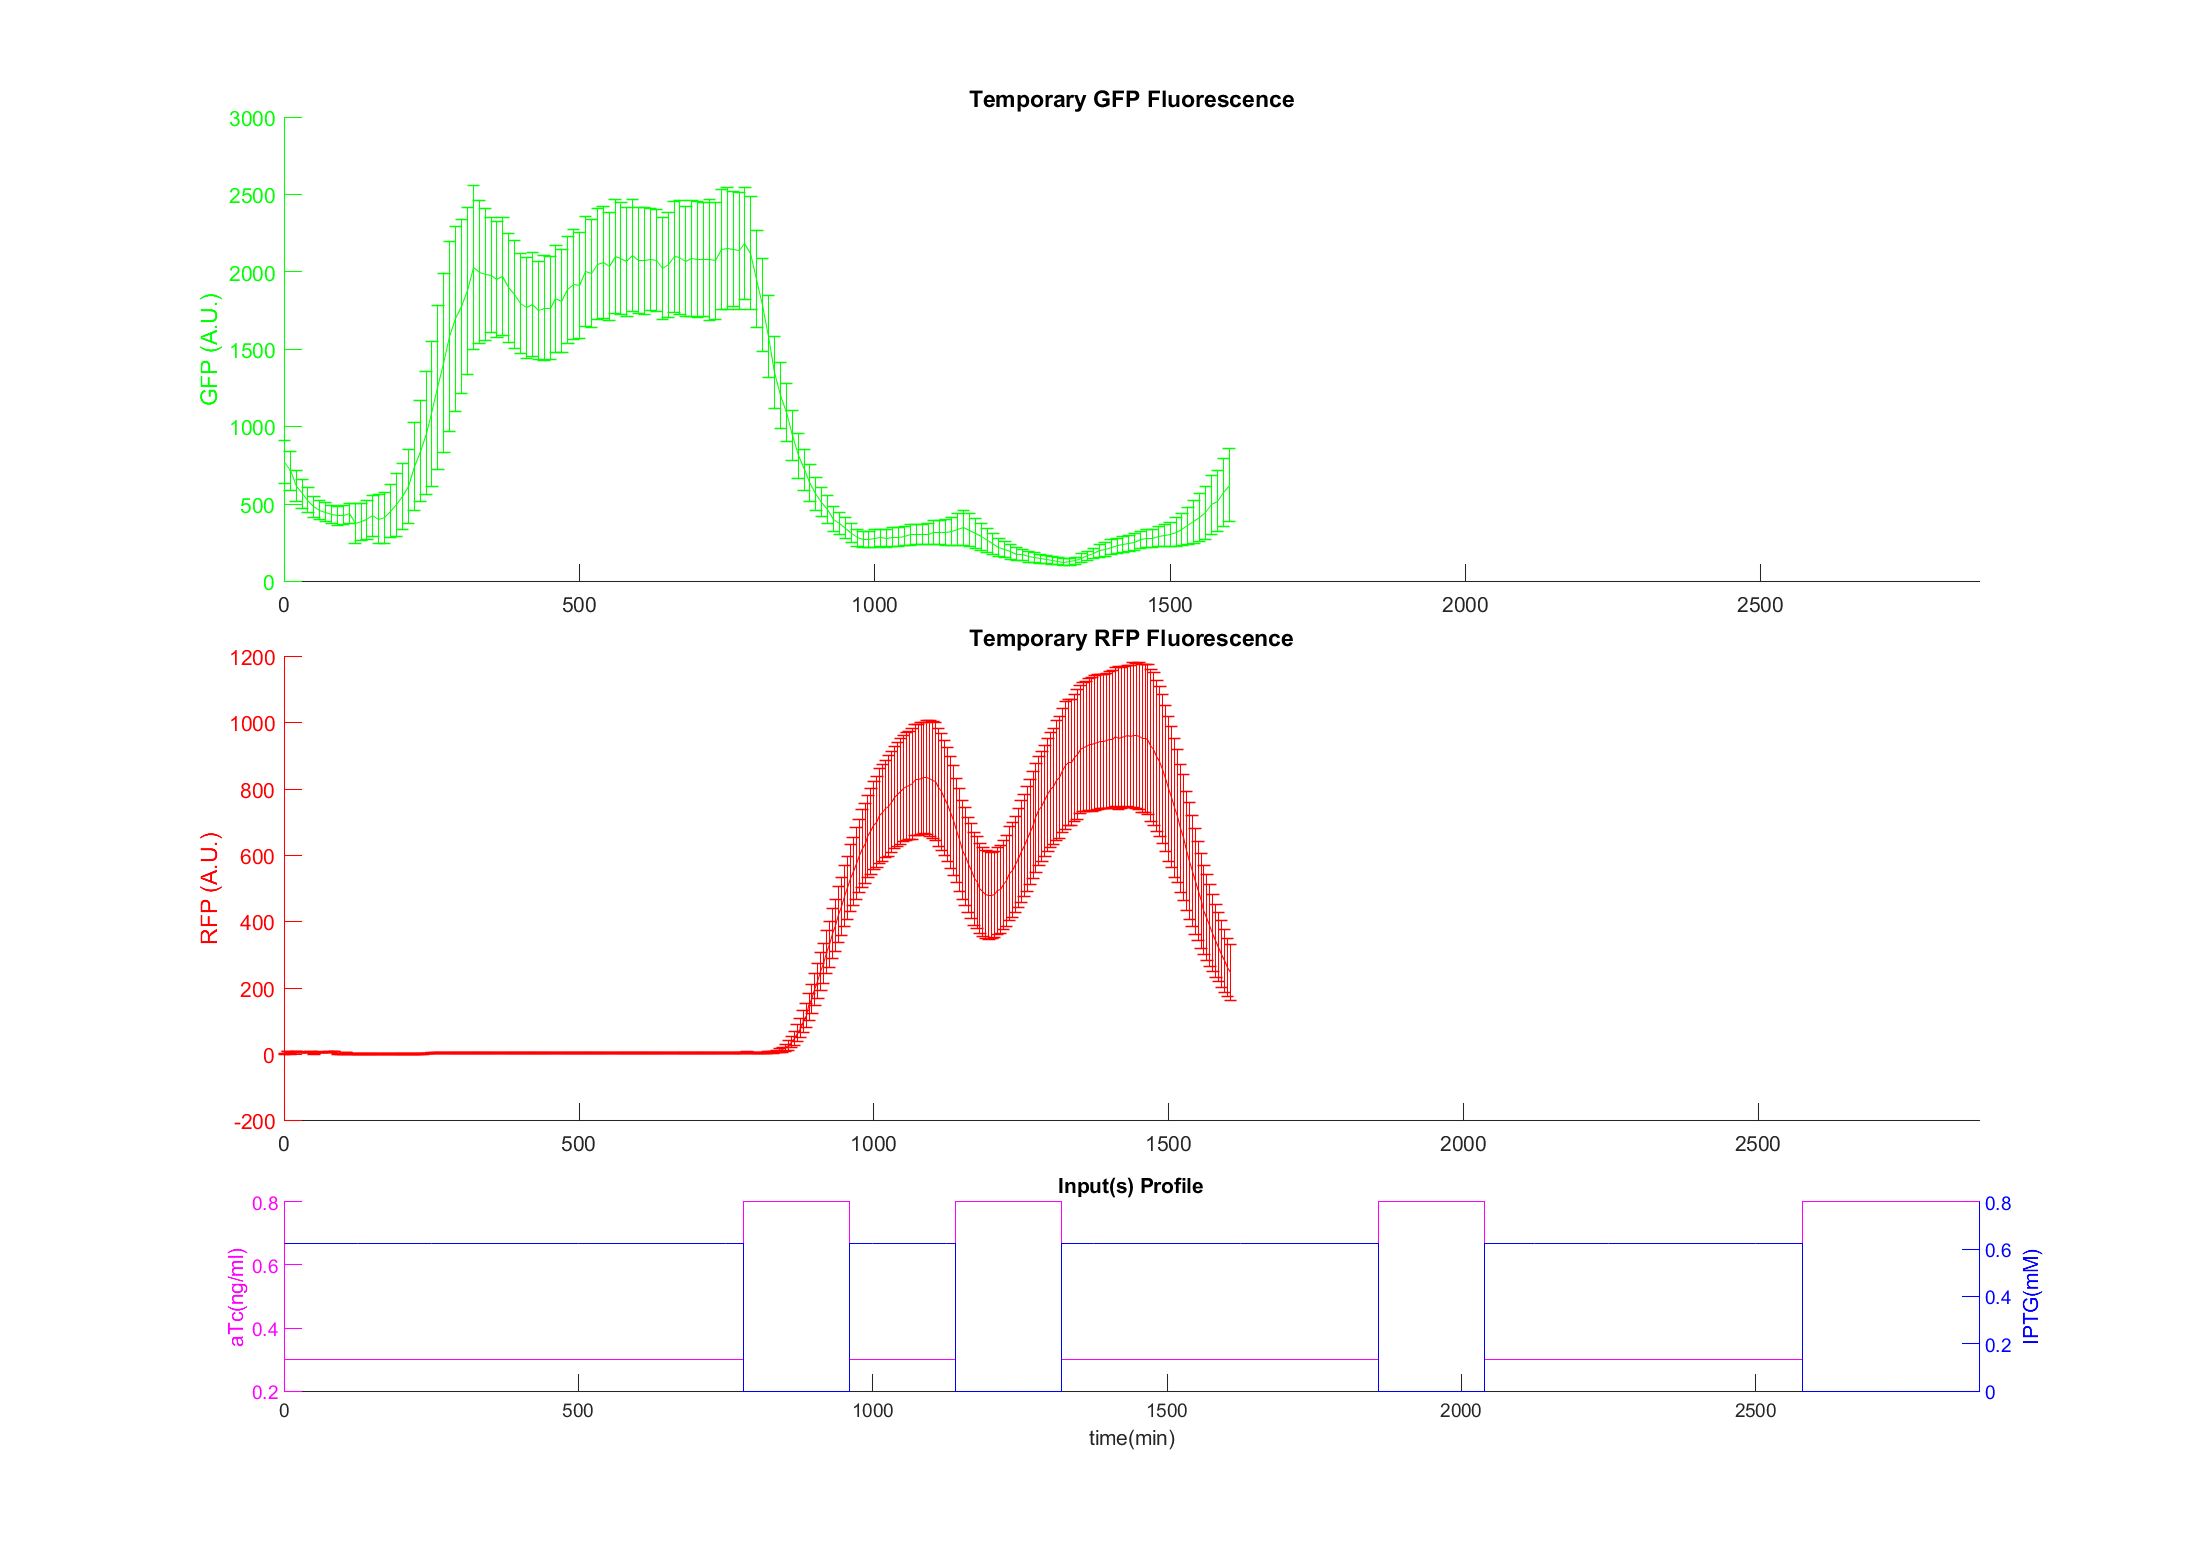 Temporary GFP Fluorescence
3000
2500
2000
1500
1000
500
0
GFP (A.U.)
0 500 1000 1500 2000 2500
Temporary RFP Fluorescence
1200
1000
800
600
400
200
0
-200
RFP (A.U.)
0 500 1000 1500 2000 2500
Input(s) Profile
0.8
0.6
0.4
0.2
aTc(ng/ml)
0.8
0.6
0.4
0.2
0
IPTG(mM)
0 500 1000 1500 2000 2500
time(min)